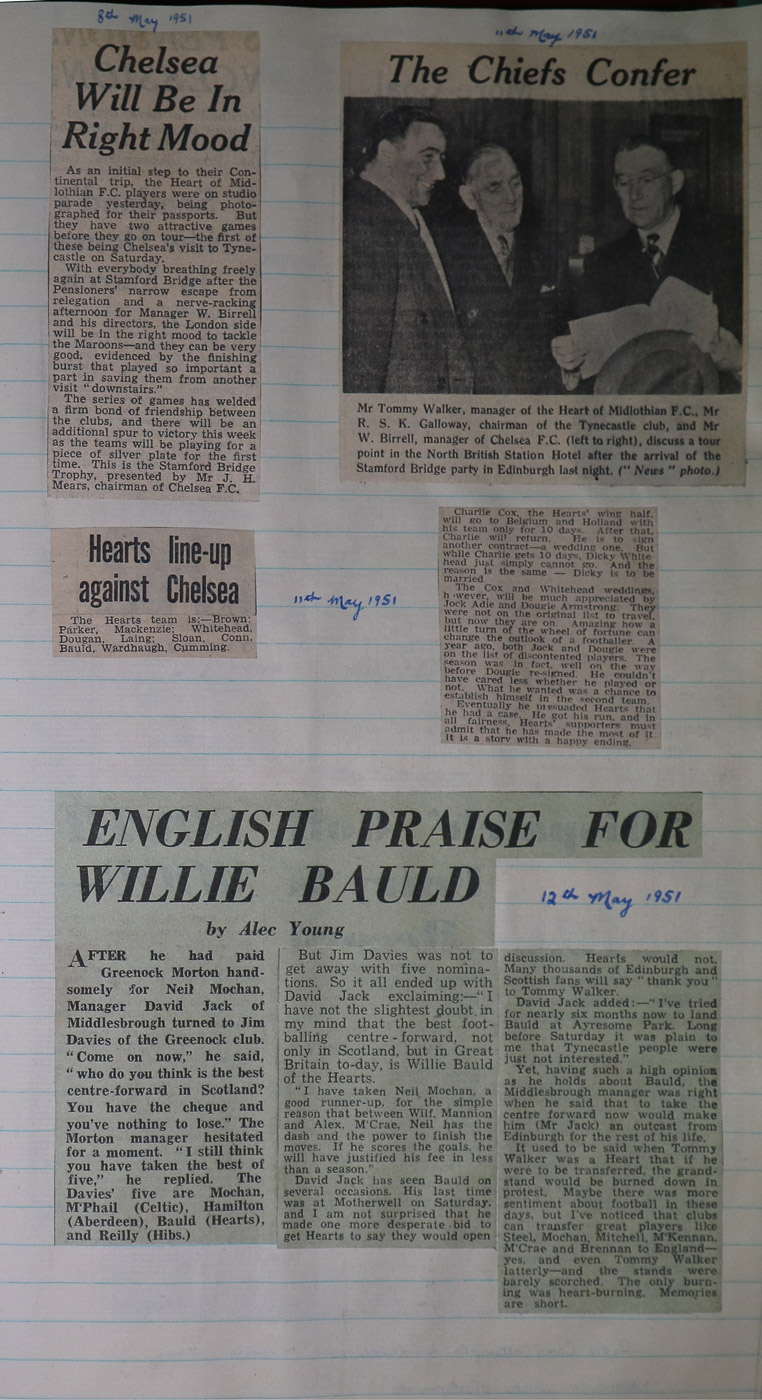 8th May 1951
Chelsea
Will Be In
Right Mood
As an initial step to their Con-
tinental trip, the Heart of Mid-
lothian F.C. players were on studio
parade yesterday, being photo-
graphed for their passports. But
they have two attractive games
before they go on tour—the first of
these being Chelsea's visit to Tyne-
castle on Saturday.
With everybody breathing freely
again at Stamford Bridge after the
Pensioners' narrow escape from
relegation and a nerve-racking
afternoon for Manager W. Birrell
and his directors, the London side
will be in the right mood to tackle
the Maroons—and they can be very
good, evidenced by the finishing
burst that played so important a
part in saving them from another
visit "downstairs."
The series of games has welded
a firm bond of friendship between
the clubs, and there will be an
additional spur to victory this week
as the teams will be playing for a
piece of silver plate for the first
time. This is the Stamford Bridge
Trophy, presented by Mr J. H.
Mears, chairman of Chelsea F.C.
11th May 1951
The Chiefs Confer
Mr Tommy Walker, manager of the Heart of Midlothian F.C., Mr
R. S. K. Galloway, chairman of the Tynecastle club, and Mr
W. Birrell, manager of Chelsea F.C. (left to right), discuss a tour
point in the North British Station Hotel after the arrival of the
Stamford Bridge party in Edinburgh last night. ("News" photo.)
Hearts line-up
against Chelsea
The Hearts team is:—Brown;
Parker, Mackenzie; Whitehead,
Dougan, Laing; Sloan, Conn,
Bauld, Wardhaugh, Cumming.
11th May 1951
Charlie Cox, the Hearts' wing half,
will go to Belgium and Holland with
his team only for 10 days. After that,
Charlie will return. He is to sign
another contract—a wedding one. But
while Charlie gets 10 days, Dicky White-
head just simply cannot go. And the
reason is the same — Dicky is to be
married.
The Cox and Whitehead weddings,
however, will be much appreciated by
Jock Adie and Dougie Armstrong. They
were not on the original list to travel,
but now they are on. Amazing how a
little turn of the wheel of fortune can
change the outlook of a footballer. A
year ago, both Jock and Dougie were
on the list of discontented players. The
season was in fact, well on the way
before Dougie re-signed. He couldn't
have cared less whether he played or
not. What he wanted was a chance to
establish himself in the second team.
Eventually he persuaded Hearts that
he had a case. He got his run, and in
all fairness, Hearts' supporters must
admit that he has made the most of it.
It is a story with a happy ending.
ENGLISH PRAISE FOR
WILLIE BAULD
12th May 1951
by Alec Young
AFTER he had paid
Greenock Morton hand-
somely for Neil Mochan,
Manager David Jack of
Middlesbrough turned to Jim
Davies of the Greenock club.
"Come on now," he said,
"who do you think is the best
centre-forward in Scotland?
You have the cheque and
you've nothing to lose." The
Morton manager hesitated
for a moment. "I still think
you have taken the best of
five," he replied. The
Davies' five are Mochan,
M'Phail (Celtic), Hamilton
(Aberdeen), Bauld (Hearts),
and Reilly (Hibs.)
But Jim Davies was not to
get away with five nomina-
tions. So it all ended up with
David Jack exclaiming:—"I
have not the slightest doubt in
my mind that the best foot-
balling centre-forward, not
only in Scotland, but in Great
Britain to-day, is Willie Bauld
of the Hearts.
"I have taken Neil Mochan, a
good runner-up, for the simple
reason that between Wilf. Mannion
and Alex. M'Crae, Neil has the
dash and the power to finish the
moves. If he scores the goals, he
will have justified his fee in less
than a season."
David Jack has seen Bauld on
several occasions. His last time
was at Motherwell on Saturday,
and I am not surprised that he
made one more desperate bid to
get Hearts to say they would open
discussion. Hearts would not.
Many thousands of Edinburgh and
Scottish fans will say "thank you"
to Tommy Walker.
David Jack added:—"I've tried
for nearly six months now to land
Bauld at Ayresome Park. Long
before Saturday it was plain to
me that Tynecastle people were
just not interested."
Yet, having such a high opinion
as he holds about Bauld, the
Middlesbrough manager was right
when he said that to take the
centre forward now would make
him (Mr Jack) an outcast from
Edinburgh for the rest of his life.
It used to be said when Tommy
Walker was a Heart that if he
were to be transferred, the grand-
stand would be burned down in
protest. Maybe there was more
sentiment about football in these
days, but I've noticed that clubs
can transfer great players like
Steel, Mochan, Mitchell, M'Kennan,
M'Crae and Brennan to England—
yes, and even Tommy Walker
latterly—and the stands were
barely scorched. The only burn-
ing was heart-burning. Memories
are short.